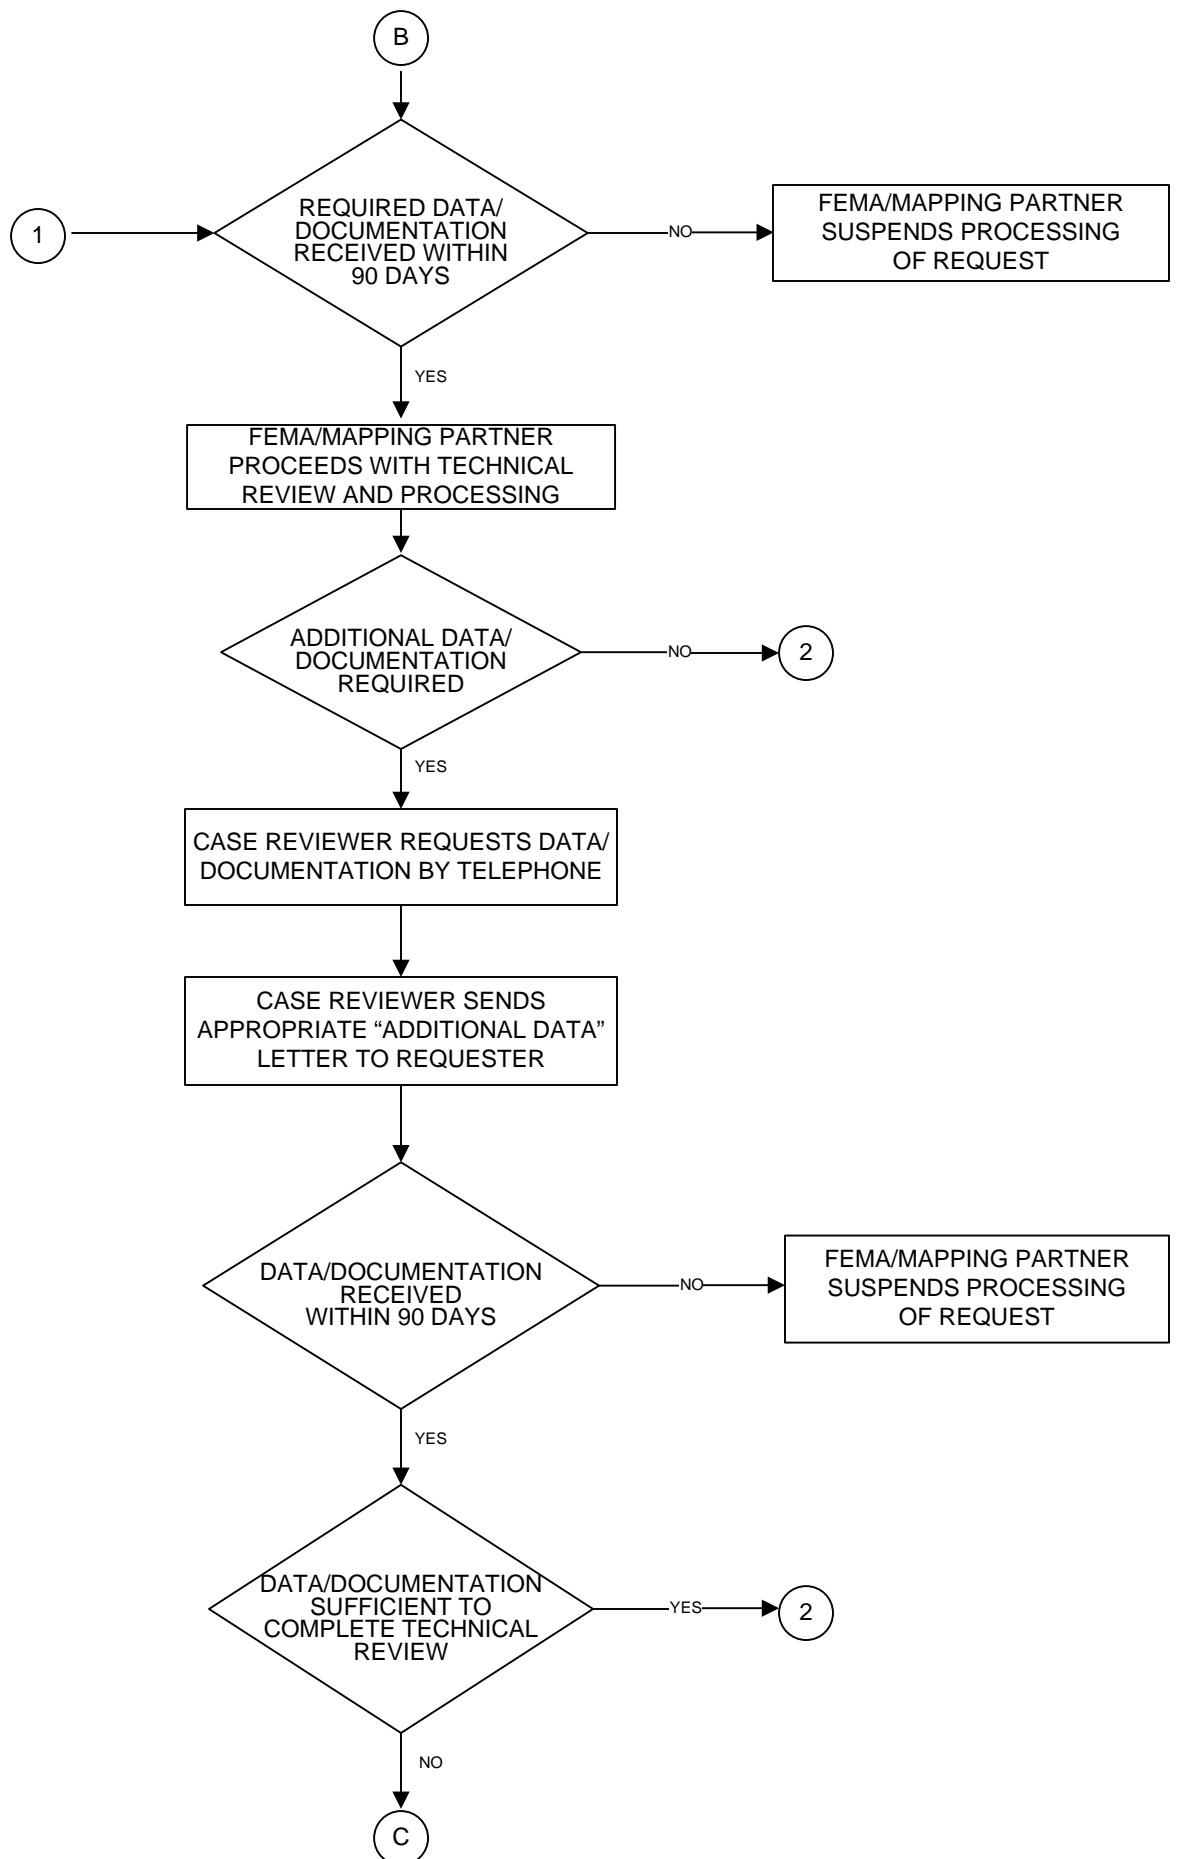 B
1
REQUIRED DATA/
DOCUMENTATION
RECEIVED WITHIN
90 DAYS
NO
FEMA/MAPPING PARTNER
SUSPENDS PROCESSING
OF REQUEST
YES
FEMA/MAPPING PARTNER
PROCEEDS WITH TECHNICAL
REVIEW AND PROCESSING
ADDITIONAL DATA/
DOCUMENTATION
REQUIRED
NO
2
YES
CASE REVIEWER REQUESTS DATA/
DOCUMENTATION BY TELEPHONE
CASE REVIEWER SENDS
APPROPRIATE “ADDITIONAL DATA”
LETTER TO REQUESTER
DATA/DOCUMENTATION
RECEIVED
WITHIN 90 DAYS
NO
FEMA/MAPPING PARTNER
SUSPENDS PROCESSING
OF REQUEST
YES
DATA/DOCUMENTATION
SUFFICIENT TO
COMPLETE TECHNICAL
REVIEW
YES
2
NO
C